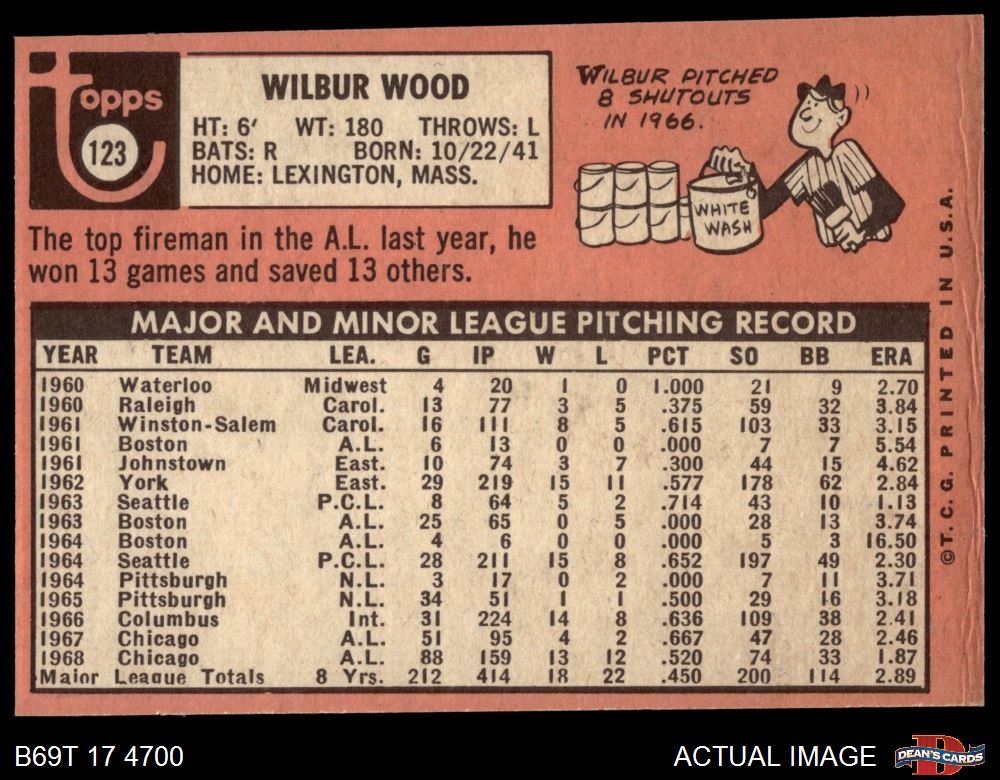 topps
123
WILBUR WOOD
HT: 6' WT: 180 THROWS: L
BATS: R BORN: 10/22/41
HOME: LEXINGTON, MASS.
WILBUR PITCHED
8 SHUTOUTS
IN 1966.
WHITE
WASH
The top fireman in the A.L. last year, he
won 13 games and saved 13 others.
MAJOR AND MINOR LEAGUE PITCHING RECORD
YEAR TEAM LEA. G IP W L PCT SO BB ERA
1960 Waterloo Midwest 4 20 1 0 1.000 21 9 2.70
1960 Raleigh Carol. 13 77 3 5 .375 59 32 3.84
1961 Winston-Salem Carol. 16 111 8 5 .615 103 33 3.15
1961 Boston A.L. 6 13 0 0 .000 7 7 5.54
1961 Johnstown East. 10 74 3 7 .300 44 15 4.62
1962 York East. 29 219 15 11 .577 178 62 2.84
1963 Seattle P.C.L. 8 64 5 2 .714 43 10 1.13
1963 Boston A.L. 25 65 0 5 .000 28 13 3.74
1964 Boston A.L. 4 6 0 0 .000 5 3 16.50
1964 Seattle P.C.L. 28 211 15 8 .652 197 49 2.30
1964 Pittsburgh N.L. 3 17 0 2 .000 7 11 3.71
1965 Pittsburgh N.L. 34 51 1 1 .500 29 16 3.18
1966 Columbus Int. 31 224 14 8 .636 109 38 2.41
1967 Chicago A.L. 51 95 4 2 .667 47 28 2.46
1968 Chicago A.L. 88 159 13 12 .520 74 33 1.87
Major League Totals 8 Yrs. 212 414 18 22 .450 200 114 2.89
©T.C.G. PRINTED IN U.S.A.
B69T 17 4700
ACTUAL IMAGE
DEAN'S CARDS